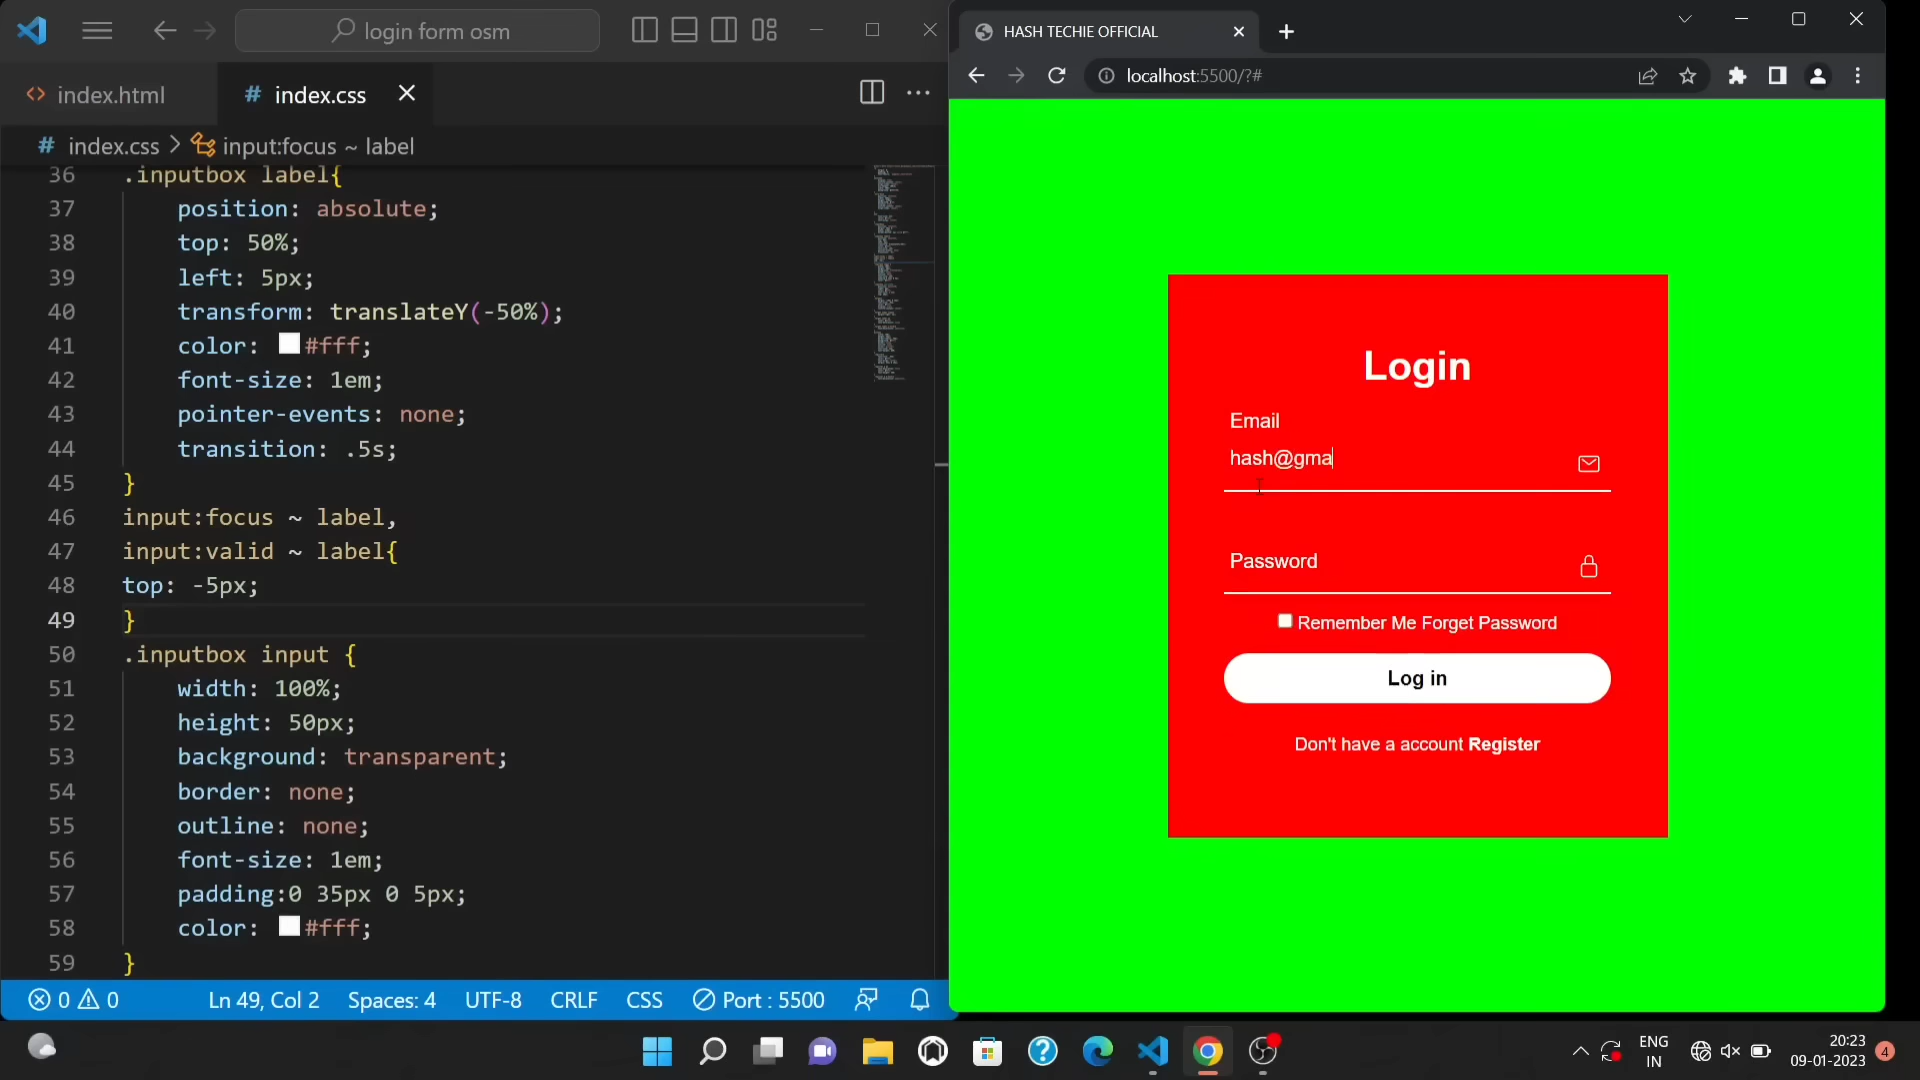 login form osm
index.html
# index.css
# index.css > input:focus ~ label
36 .inputbox label{
37 position: absolute;
38 top: 50%;
39 left: 5px;
40 transform: translateY(-50%);
41 color: #fff;
42 font-size: 1em;
43 pointer-events: none;
44 transition: .5s;
45 }
46 input:focus ~ label,
47 input:valid ~ label{
48 top: -5px;
49 }
50 .inputbox input {
51 width: 100%;
52 height: 50px;
53 background: transparent;
54 border: none;
55 outline: none;
56 font-size: 1em;
57 padding:0 35px 0 5px;
58 color: #fff;
59 }
0 0 Ln 49, Col 2 Spaces: 4 UTF-8 CRLF CSS Port : 5500
HASH TECHIE OFFICIAL
localhost:5500/?#
Login
Email
hash@gma
Password
Remember Me Forget Password
Log in
Don't have a account Register
ENG
IN
20:23
09-01-2023
4